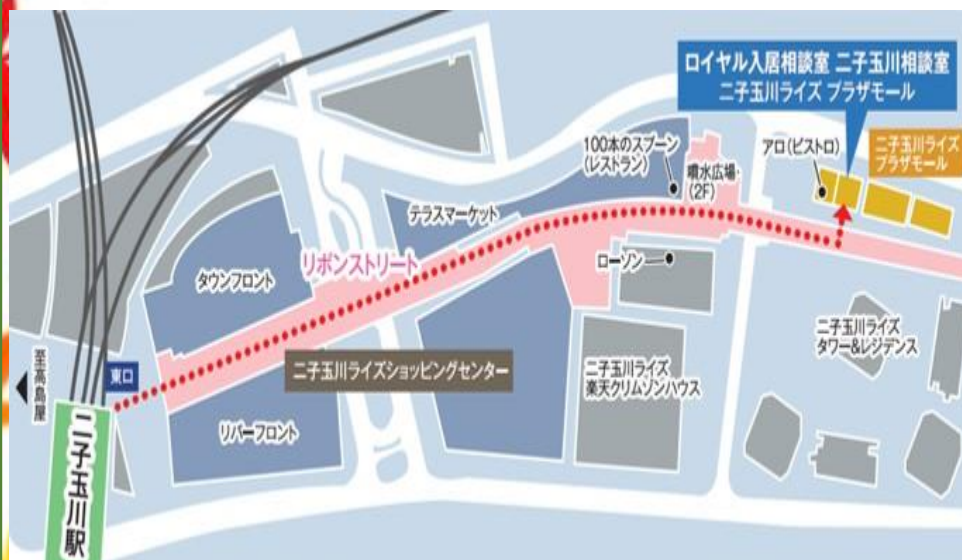 ロイヤル入居相談室 二子玉川相談室
二子玉川ライズ プラザモール
100本のスプーン
(レストラン)
噴水広場・
(2F)
アロ(ビストロ)
二子玉川ライズ
プラザモール
テラスマーケット
リボンストリート
タウンフロント
ローソン
二子玉川ライズ
タワー&レジデンス
二子玉川ライズショッピングセンター
二子玉川ライズ
楽天クリムゾンハウス
東口
至高島屋
リバーフロント
二子玉川駅